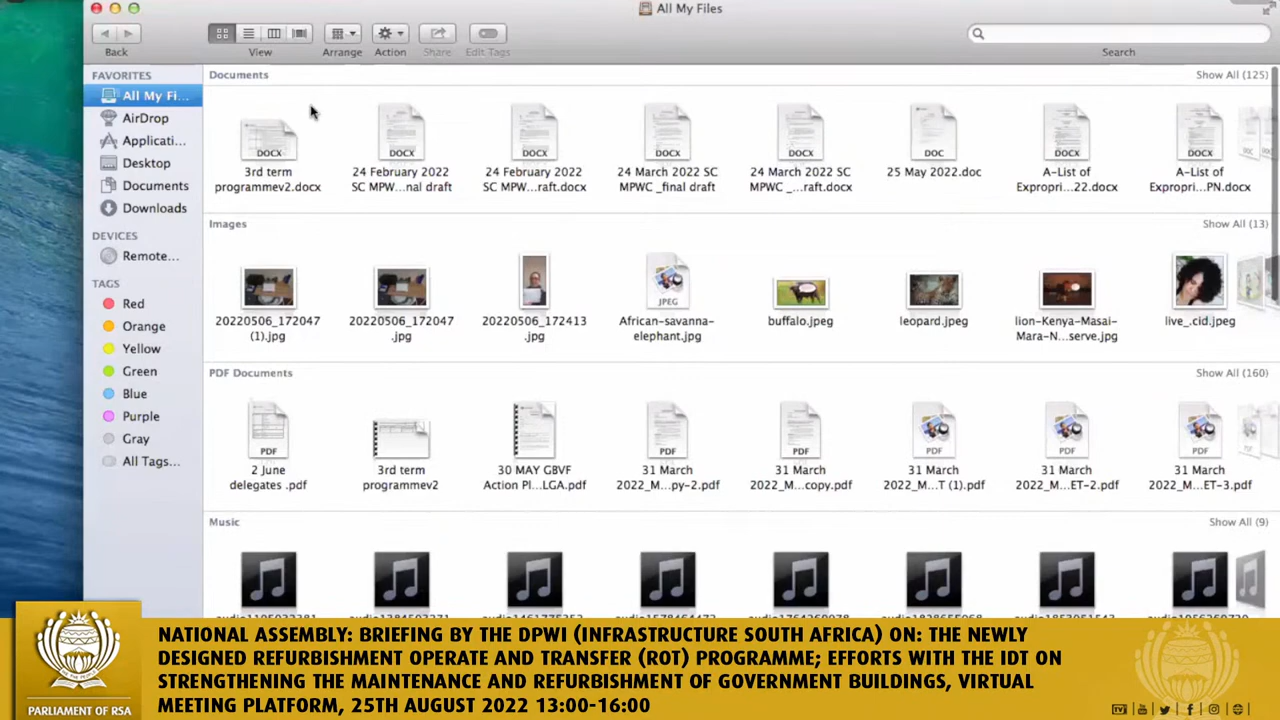 All My Files
Back
View
Arrange
Action
Share
Edit Tags
Search
FAVORITES
All My Fi...
AirDrop
Applicati...
Desktop
Documents
Downloads
DEVICES
Remote...
TAGS
Red
Orange
Yellow
Green
Blue
Purple
Gray
All Tags...
Documents Show All (125)
DOCX DOCX DOCX DOCX DOCX DOC DOCX DOCX
3rd term 24 February 2022 24 February 2022 24 March 2022 SC 24 March 2022 SC 25 May 2022.doc A-List of A-List of
programmev2.docx SC MPW...nal draft SC MPW...raft.docx MPWC _final draft MPWC _...raft.docx Expropri...22.docx Expropri...PN.docx
Images Show All (13)
JPEG
20220506_172047 20220506_172047 20220506_172413 African-savanna- buffalo.jpeg leopard.jpeg lion-Kenya-Masai- live_.cid.jpeg
(1).jpg .jpg .jpg elephant.jpg Mara-N...serve.jpg
PDF Documents Show All (160)
PDF PDF PDF PDF PDF PDF
2 June 3rd term 30 MAY GBVF 31 March 31 March 31 March 31 March 31 March
delegates .pdf programmev2 Action Pl...LGA.pdf 2022_M...py-2.pdf 2022_M...copy.pdf 2022_M...T (1).pdf 2022_M...ET-2.pdf 2022_M...ET-3.pdf
Music Show All (9)
NATIONAL ASSEMBLY: BRIEFING BY THE DPWI (INFRASTRUCTURE SOUTH AFRICA) ON: THE NEWLY
DESIGNED REFURBISHMENT OPERATE AND TRANSFER (ROT) PROGRAMME; EFFORTS WITH THE IDT ON
STRENGTHENING THE MAINTENANCE AND REFURBISHMENT OF GOVERNMENT BUILDINGS, VIRTUAL
MEETING PLATFORM, 25TH AUGUST 2022 13:00-16:00
PARLIAMENT OF RSA